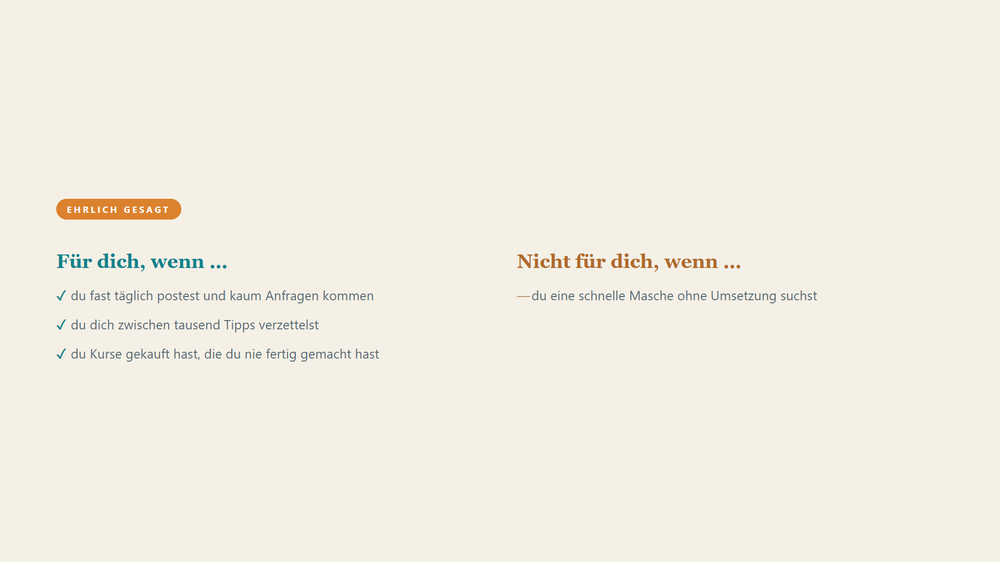 EHRLICH GESAGT
Für dich, wenn ...
✓ du fast täglich postest und kaum Anfragen kommen
✓ du dich zwischen tausend Tipps verzettelst
✓ du Kurse gekauft hast, die du nie fertig gemacht hast
Nicht für dich, wenn ...
— du eine schnelle Masche ohne Umsetzung suchst